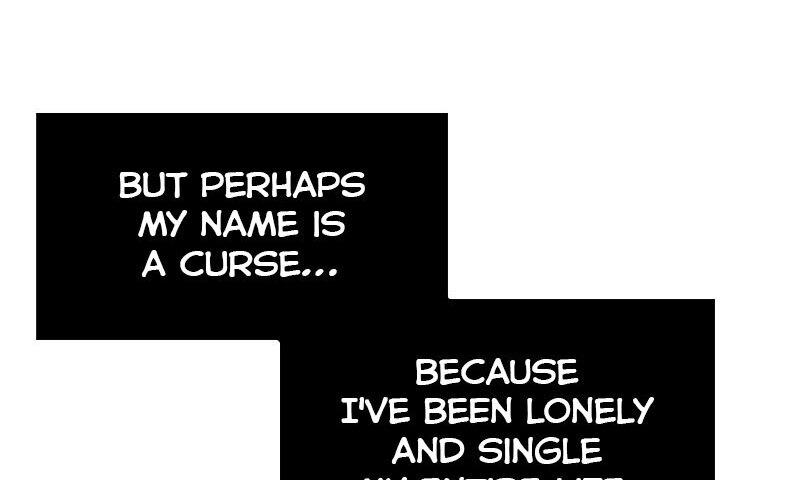 BUT PERHAPS
MY NAME IS
A CURSE...
BECAUSE
I'VE BEEN LONELY
AND SINGLE